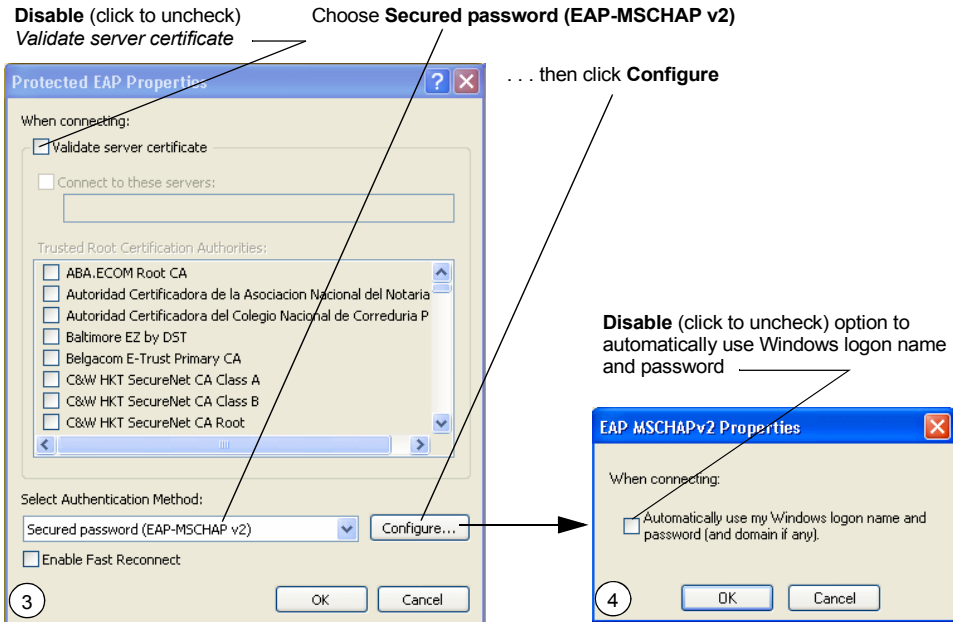 Disable (click to uncheck)
Validate server certificate
Choose Secured password (EAP-MSCHAP v2)
. . . then click Configure
Protected EAP Properties
When connecting:
Validate server certificate
Connect to these servers:
Trusted Root Certification Authorities:
ABA.ECOM Root CA
Autoridad Certificadora de la Asociacion Nacional del Notaria
Autoridad Certificadora del Colegio Nacional de Correduria P
Baltimore EZ by DST
Belgacom E-Trust Primary CA
C&W HKT SecureNet CA Class A
C&W HKT SecureNet CA Class B
C&W HKT SecureNet CA Root
Select Authentication Method:
Secured password (EAP-MSCHAP v2)
Configure...
Enable Fast Reconnect
OK
Cancel
3
Disable (click to uncheck) option to
automatically use Windows logon name
and password
EAP MSCHAPv2 Properties
When connecting:
Automatically use my Windows logon name and
password (and domain if any).
OK
Cancel
4